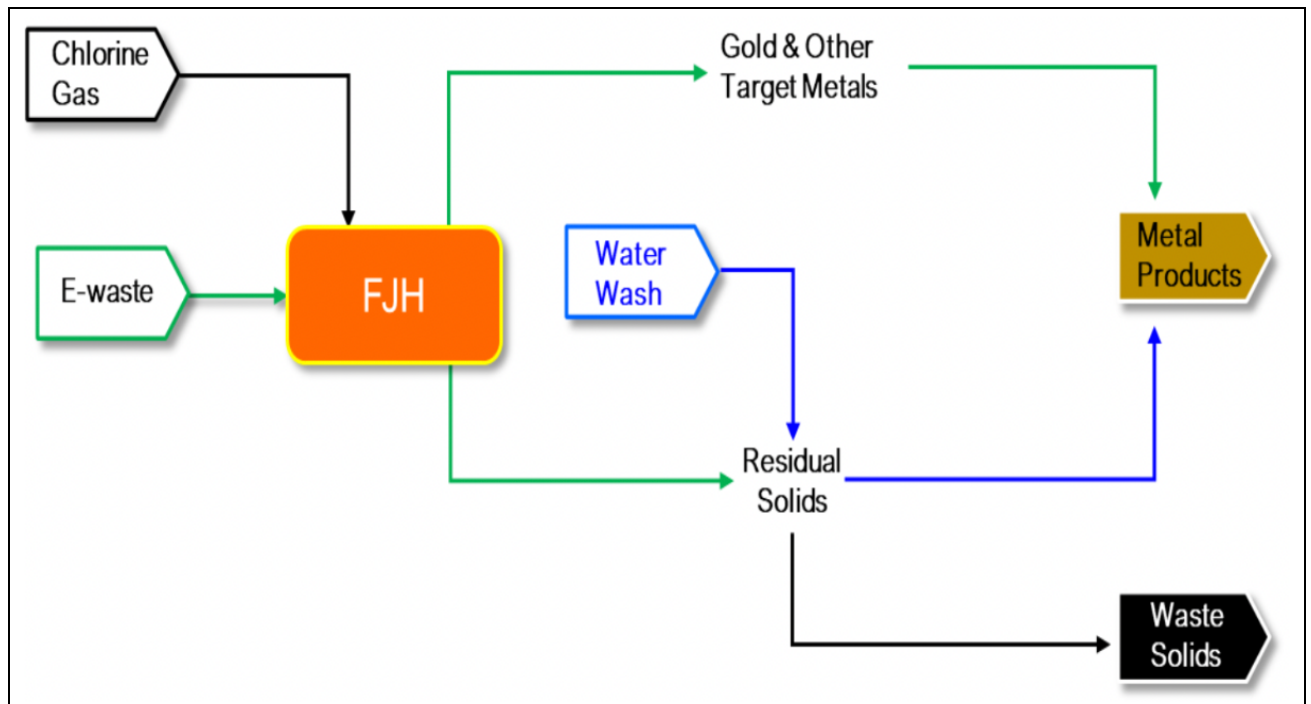 Chlorine
Gas
Gold & Other
Target Metals
E-waste
FJH
Water
Wash
Metal
Products
Residual
Solids
Waste
Solids